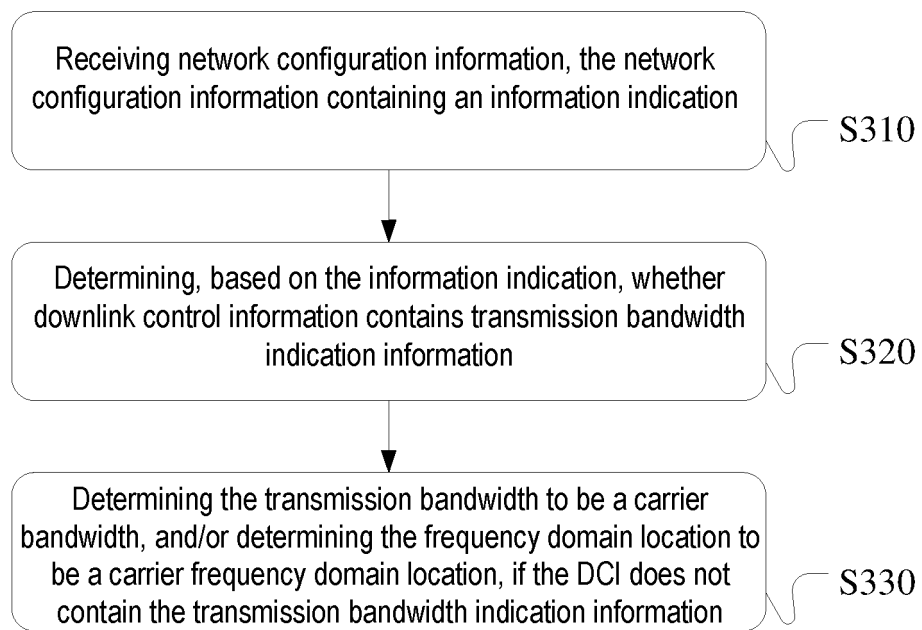 Receiving network configuration information, the network
configuration information containing an information indication
S310
Determining, based on the information indication, whether
downlink control information contains transmission bandwidth
indication information
S320
Determining the transmission bandwidth to be a carrier
bandwidth, and/or determining the frequency domain location to
be a carrier frequency domain location, if the DCI does not
contain the transmission bandwidth indication information
S330